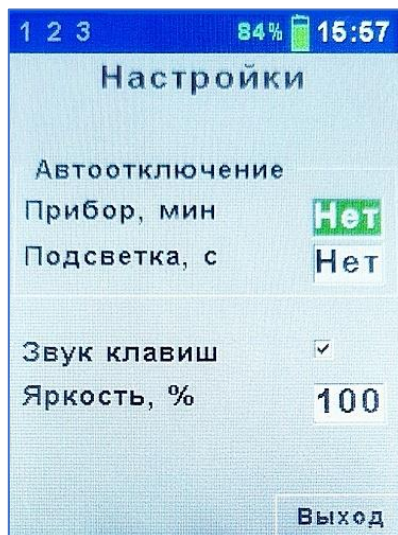 1 2 3 84% 15:57
Настройки
Автоотключение
Прибор, мин Нет
Подсветка, с Нет
Звук клавиш
Яркость, % 100
Выход